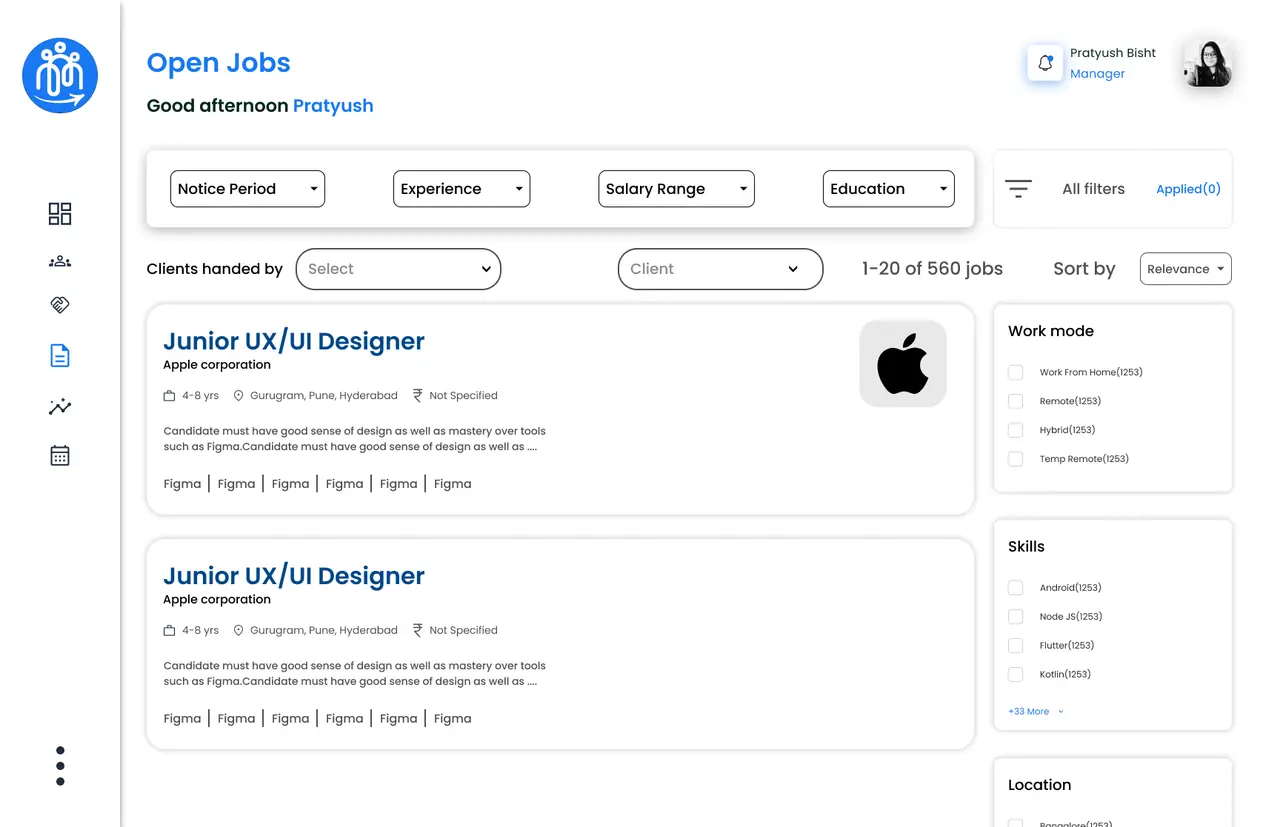 Open Jobs
Good afternoon Pratyush
Pratyush Bisht
Manager
Notice Period
Experience
Salary Range
Education
All filters
Applied(0)
Clients handed by
Select
Client
1-20 of 560 jobs
Sort by
Relevance
Junior UX/UI Designer
Apple corporation
4-8 yrs
Gurugram, Pune, Hyderabad
₹ Not Specified
Candidate must have good sense of design as well as mastery over tools
such as Figma.Candidate must have good sense of design as well as ....
Figma | Figma | Figma | Figma | Figma | Figma
Junior UX/UI Designer
Apple corporation
4-8 yrs
Gurugram, Pune, Hyderabad
₹ Not Specified
Candidate must have good sense of design as well as mastery over tools
such as Figma.Candidate must have good sense of design as well as ....
Figma | Figma | Figma | Figma | Figma | Figma
Work mode
Work From Home(1253)
Remote(1253)
Hybrid(1253)
Temp Remote(1253)
Skills
Android(1253)
Node JS(1253)
Flutter(1253)
Kotlin(1253)
+33 More
Location
Bangalore(1253)